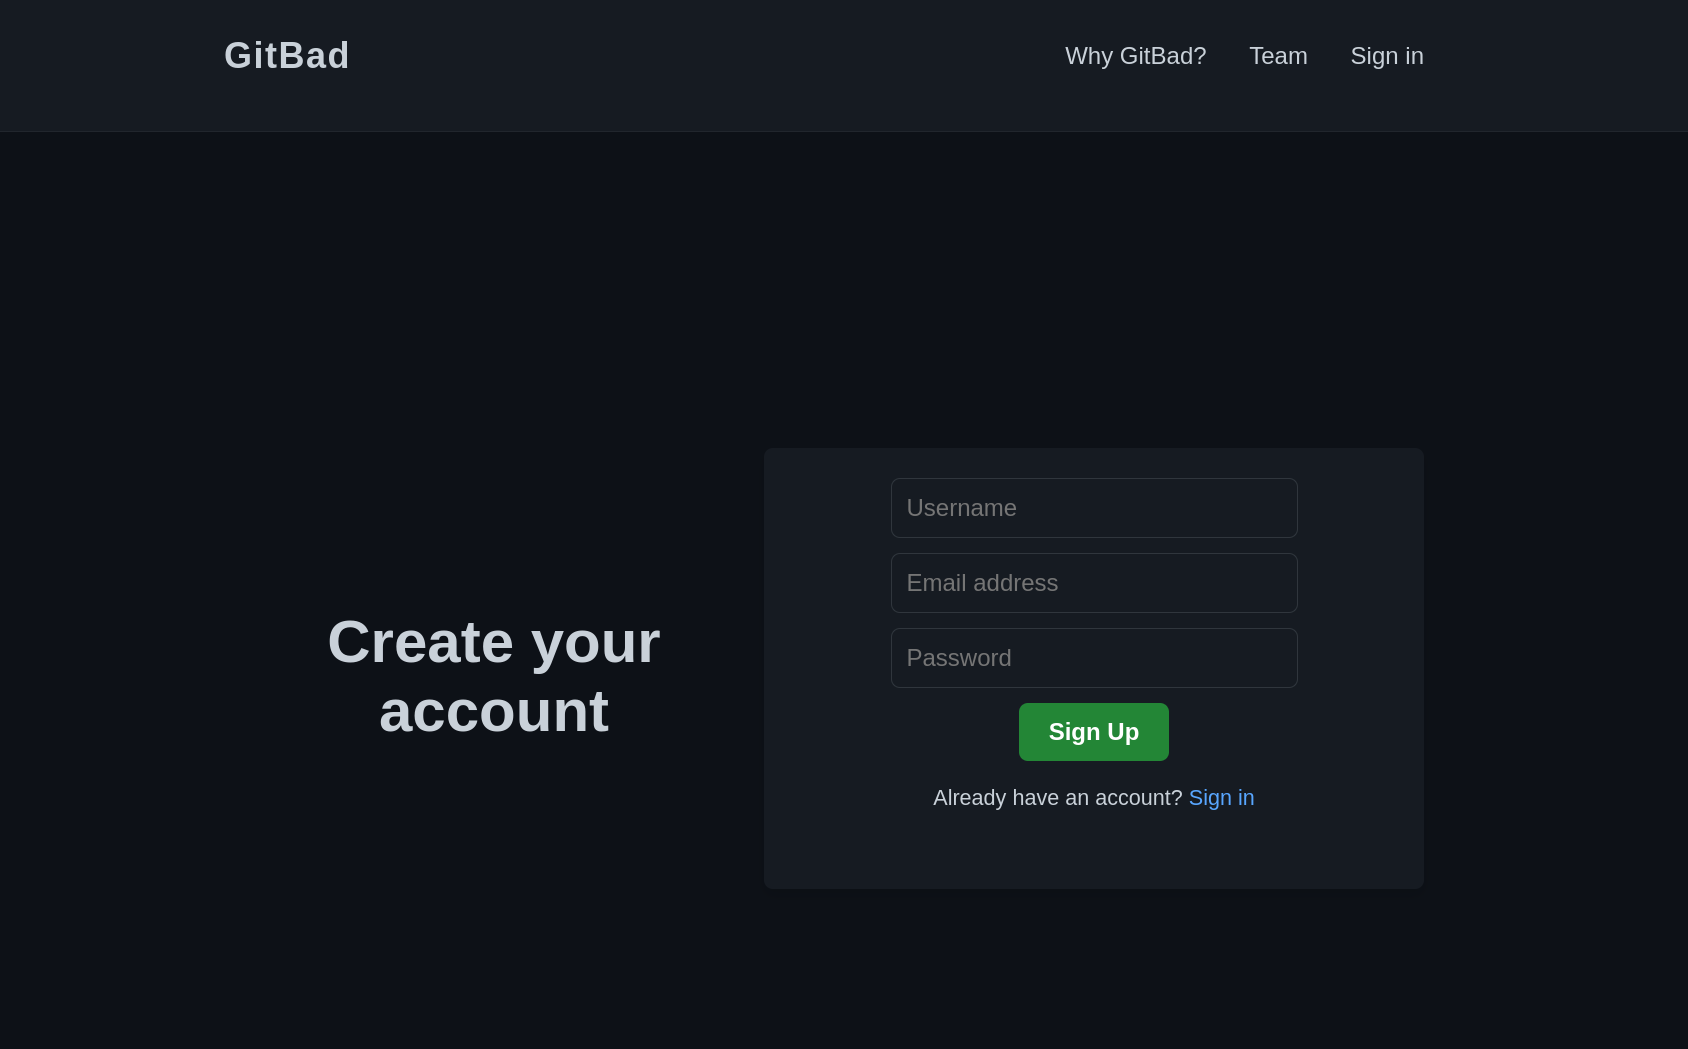 GitBad
Why GitBad? Team Sign in
Create your
account
Username
Email address
Password
Sign Up
Already have an account? Sign in